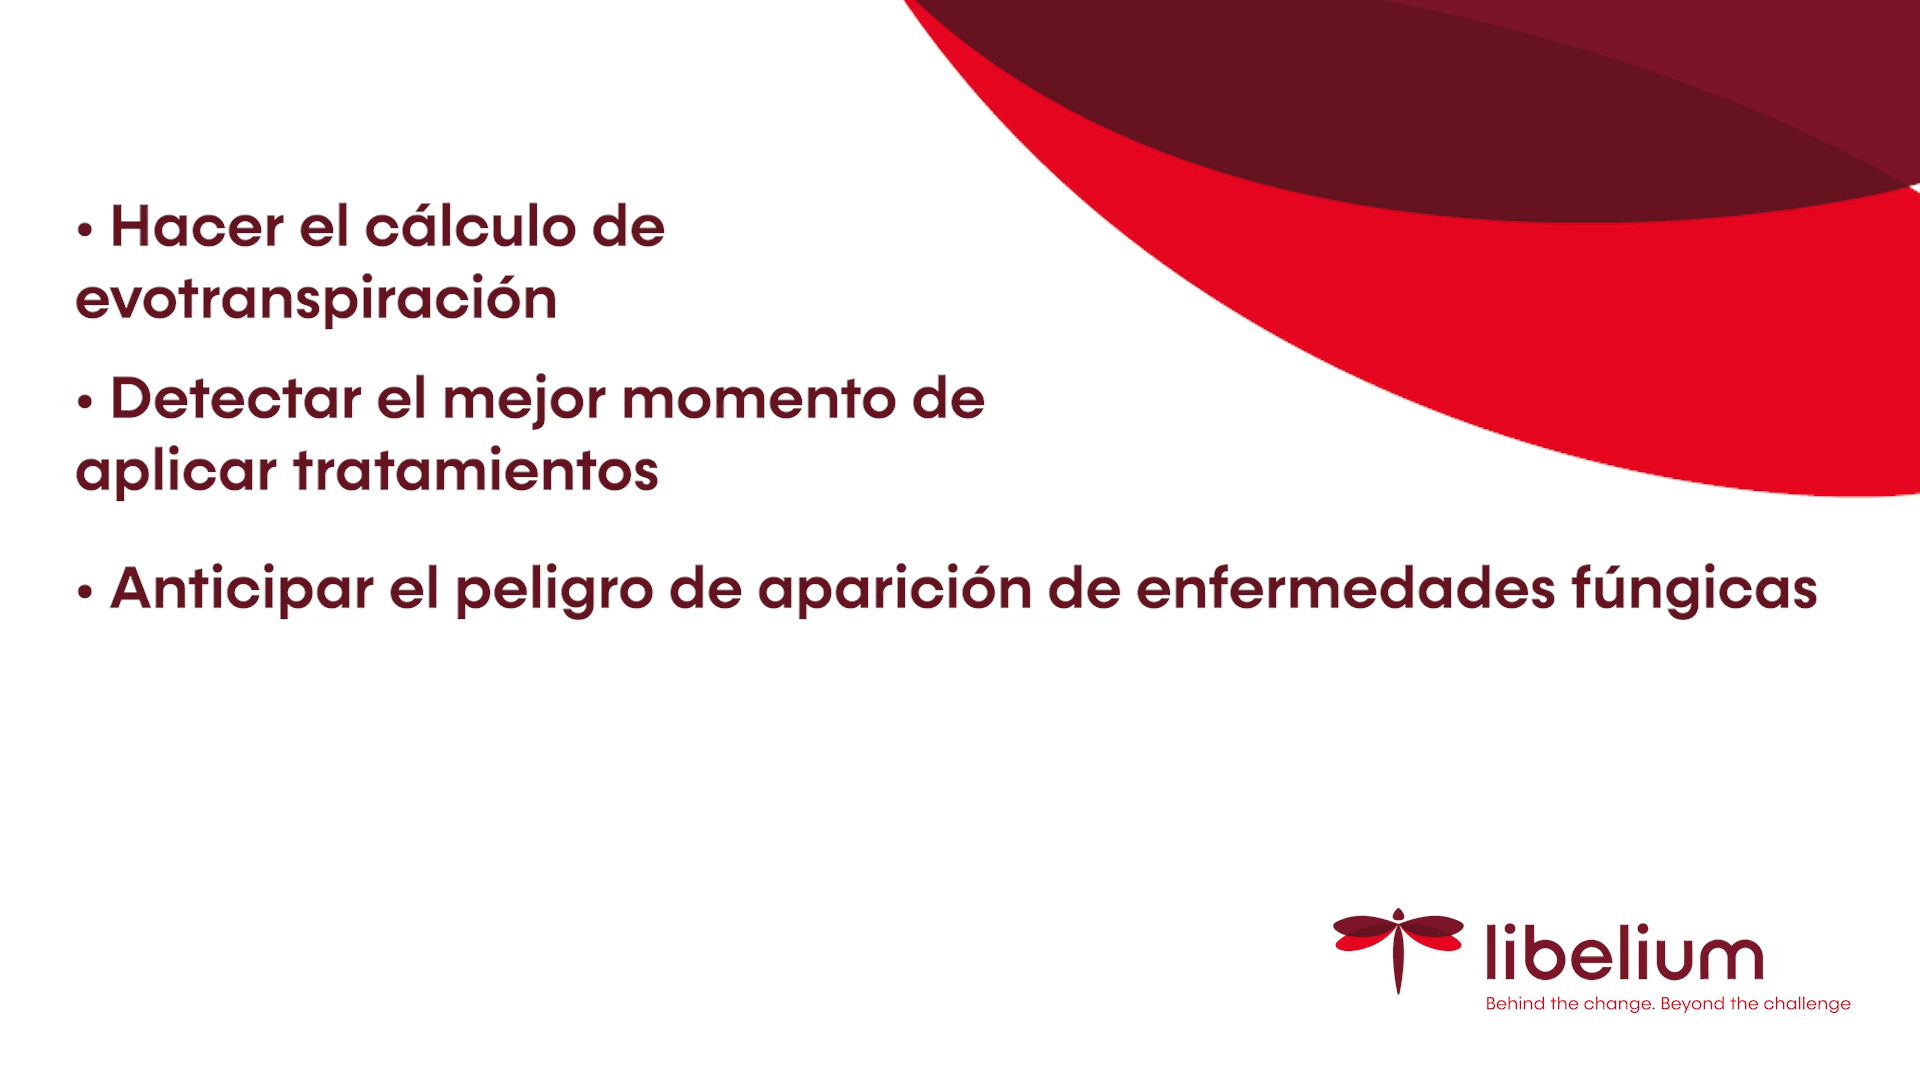 • Hacer el cálculo de
evotranspiración
• Detectar el mejor momento de
aplicar tratamientos
• Anticipar el peligro de aparición de enfermedades fúngicas
libelium
Behind the change. Beyond the challenge